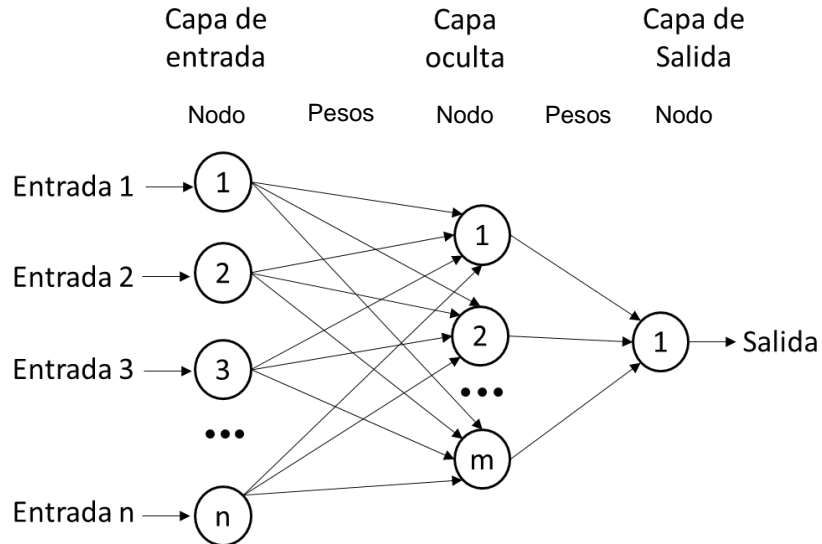 Capa de
entrada
Capa
oculta
Capa de
Salida
Nodo
Pesos
Nodo
Pesos
Nodo
Entrada 1
1
Entrada 2
2
Entrada 3
3
•••
Entrada n
n
1
2
•••
m
1
Salida